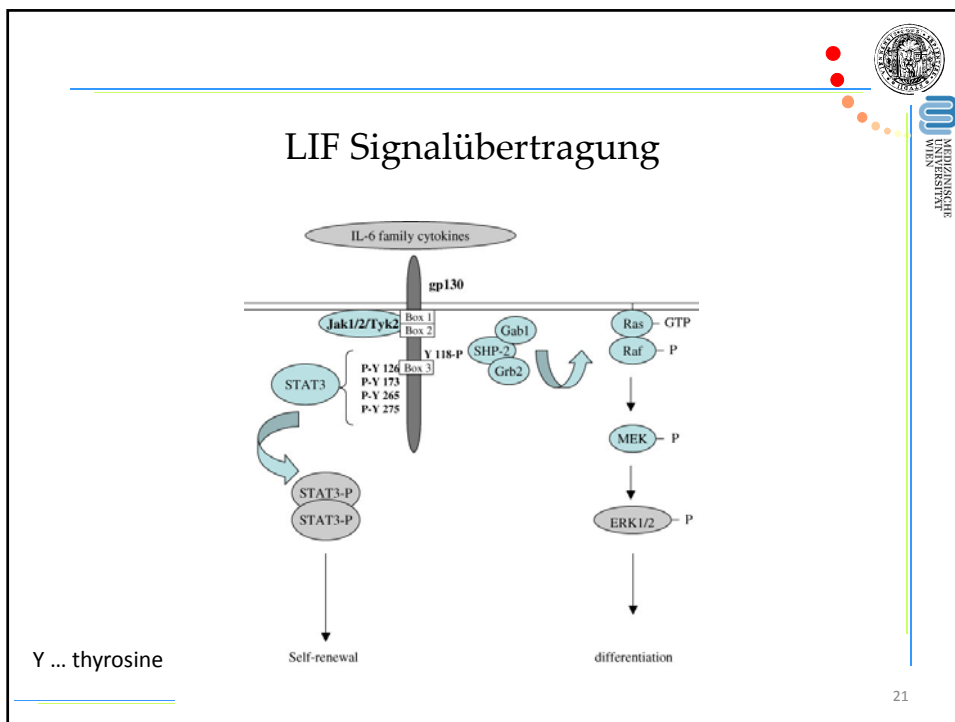 MEDIZINISCHE
UNIVERSITÄT
WIEN
LIF Signalübertragung
IL-6 family cytokines
gp130
Jak1/2/Tyk2
Box 1
Box 2
Y 118-P
Box 3
P-Y 126
P-Y 173
P-Y 265
P-Y 275
STAT3
STAT3-P
STAT3-P
Self-renewal
Gab1
SHP-2
Grb2
Ras
GTP
Raf
P
MEK
P
ERK1/2
P
differentiation
Y ... thyrosine
21